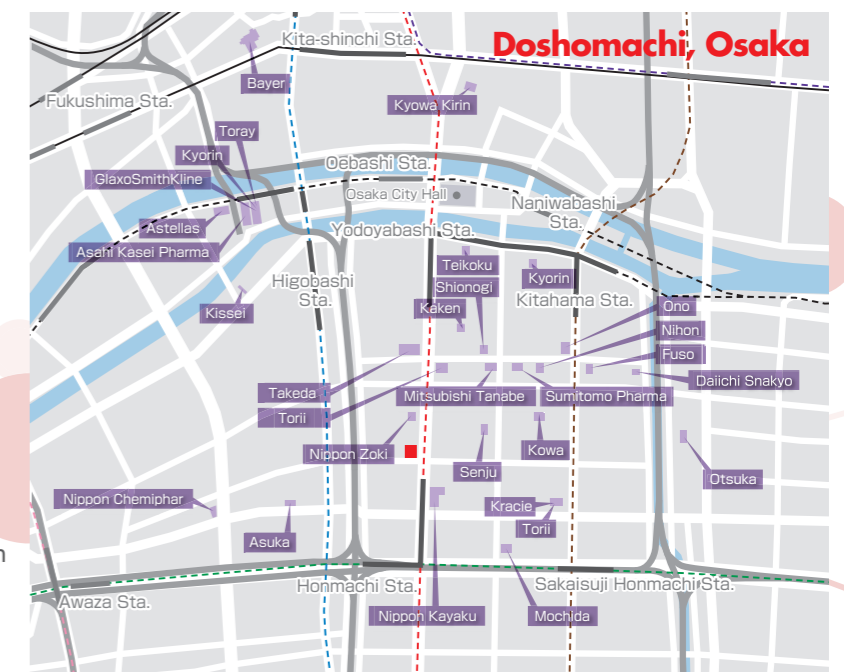 Kita-shinchi Sta.
Doshomachi, Osaka
Bayer
Fukushima Sta.
Kyowa Kirin
Toray
Kyorin
Oebashi Sta.
GlaxoSmithKline
Osaka City Hall
Naniwabashi
Sta.
Astellas
Yodoyabashi Sta.
Asahi Kasei Pharma
Teikoku
Kyorin
Higobashi
Sta.
Shionogi
Kitahama Sta.
Kissei
Kaken
Ono
Nihon
Fuso
Daiichi Snakyo
Takeda
Mitsubishi Tanabe
Sumitomo Pharma
Torii
Nippon Zoki
Kowa
Senju
Otsuka
Nippon Chemiphar
Kracie
Torii
Asuka
n
Honmachi Sta.
Sakaisuji Honmachi Sta.
Awaza Sta.
Nippon Kayaku
Mochida